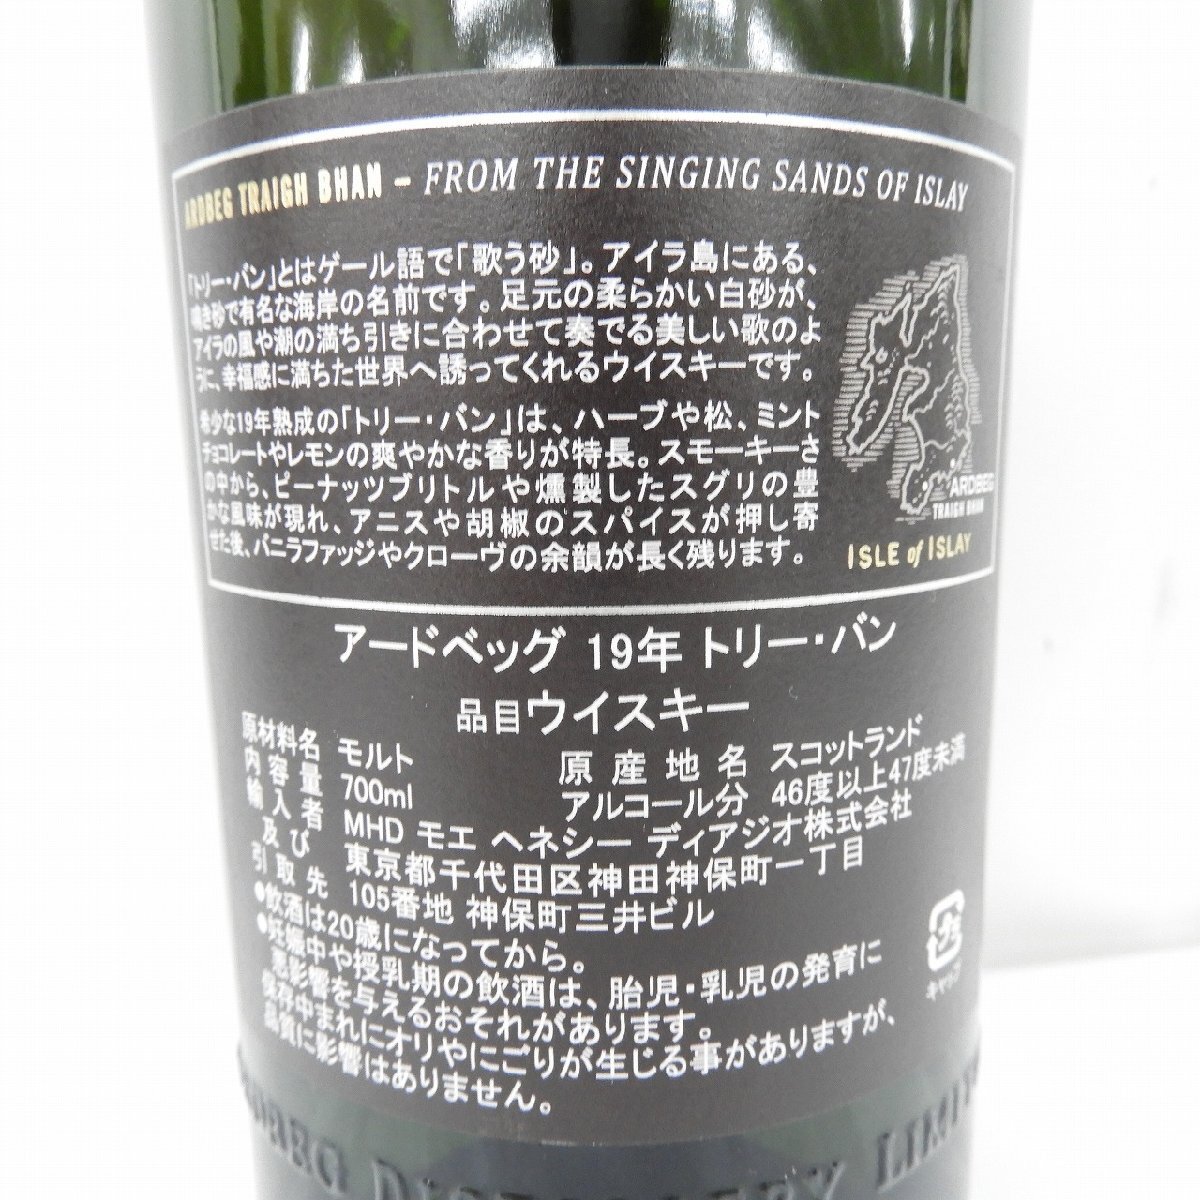 ARDBEG TRAIGH BHAN – FROM THE SINGING SANDS OF ISLAY
「トリー・バン」とはゲール語で「歌う砂」。アイラ島にある、
鳴き砂で有名な海岸の名前です。足元の柔らかい白砂が、
アイラの風や潮の満ち引きに合わせて奏でる美しい歌のよ
うに、幸福感に満ちた世界へ誘ってくれるウイスキーです。
希少な19年熟成の「トリー・バン」は、ハーブや松、ミント
チョコレートやレモンの爽やかな香りが特長。スモーキーさ
の中から、ピーナッツブリトルや燻製したスグリの豊
かな風味が現れ、アニスや胡椒のスパイスが押し寄
せた後、バニラファッジやクローヴの余韻が長く残ります。
ARDBEG
TRAIGH BHAN
ISLE of ISLAY
アードベッグ 19年 トリー・バン
品目ウイスキー
原材料名 モルト 原産地名 スコットランド
内容量 700ml アルコール分 46度以上47度未満
輸入者 MHD モエ ヘネシー ディアジオ株式会社
及び 東京都千代田区神田神保町一丁目
引取先 105番地 神保町三井ビル
●飲酒は20歳になってから。
●妊娠中や授乳期の飲酒は、胎児・乳児の発育に
悪影響を与えるおそれがあります。
保存中まれにオリやにごりが生じる事がありますが、
品質に影響はありません。
プラ
キャップ
ARDBEG DISTILLERY LIMITED